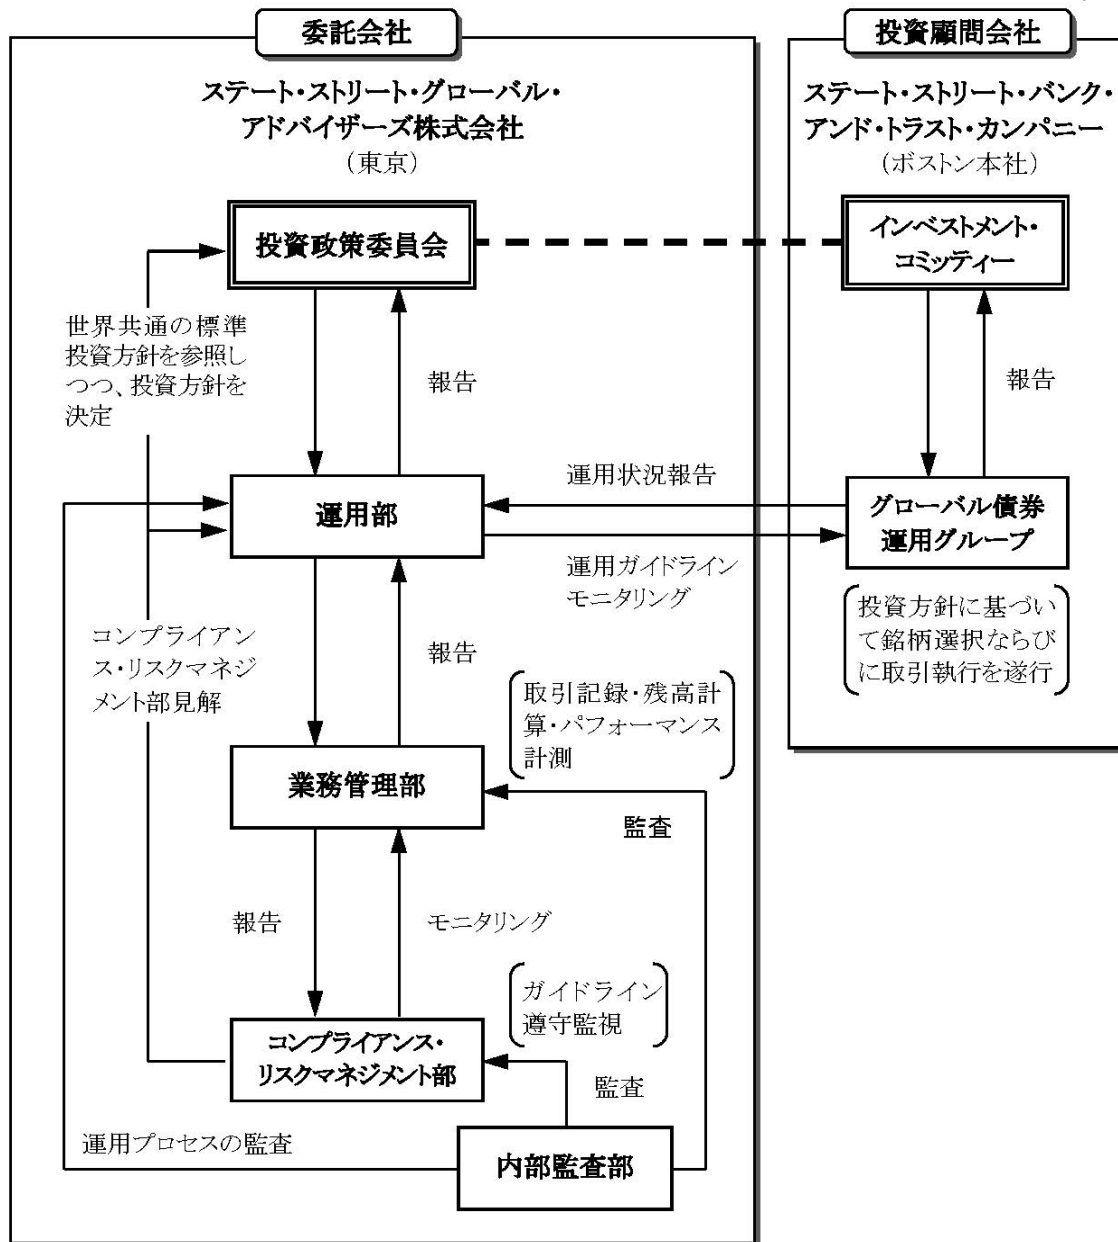 委託会社
ステート・ストリート・グローバル・
アドバイザーズ株式会社
（東京）
投資政策委員会
世界共通の標準
投資方針を参照し
つつ、投資方針を
決定
報告
運用部
コンプライアン
ス・リスクマネジ
メント部見解
報告
取引記録・残高計
算・パフォーマンス
計測
業務管理部
監査
報告
モニタリング
ガイドライン
遵守監視
コンプライアンス・
リスクマネジメント部
監査
運用プロセスの監査
内部監査部
運用状況報告
運用ガイドライン
モニタリング
投資顧問会社
ステート・ストリート・バンク・
アンド・トラスト・カンパニー
（ボストン本社）
インベストメント・
コミッティー
報告
グローバル債券
運用グループ
投資方針に基づい
て銘柄選択ならび
に取引執行を遂行